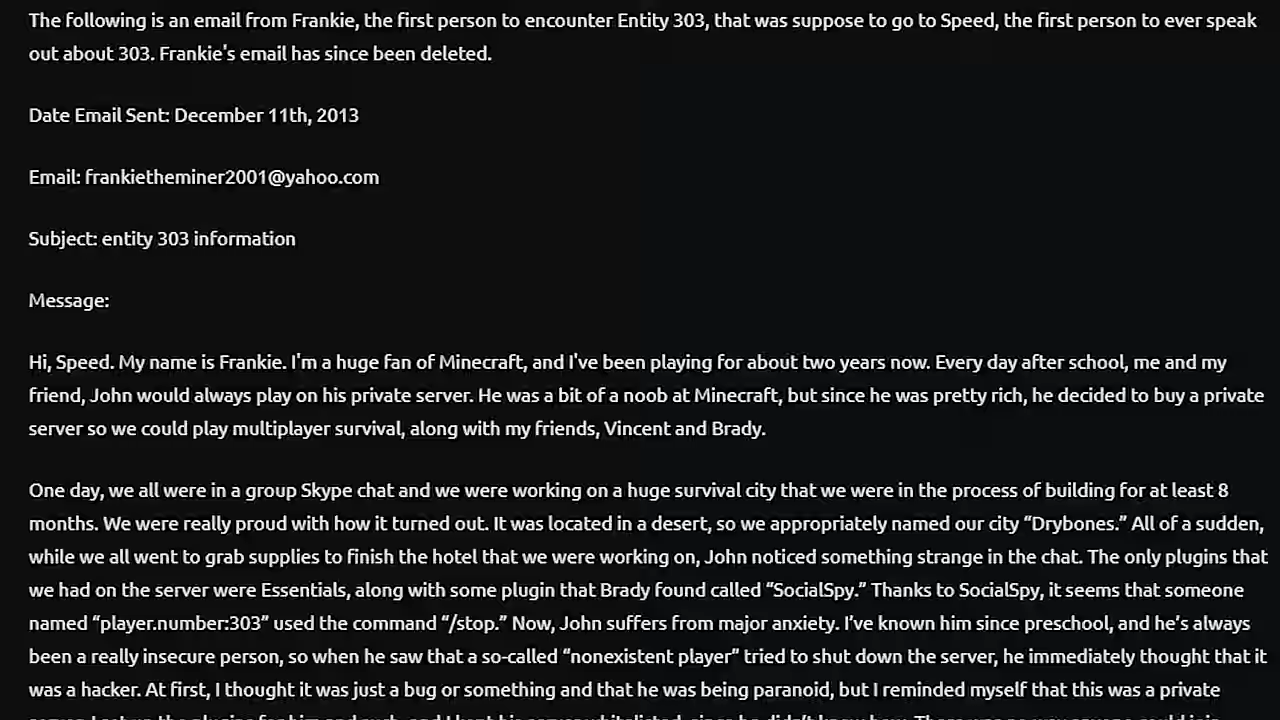 The following is an email from Frankie, the first person to encounter Entity 303, that was suppose to go to Speed, the first person to ever speak
out about 303. Frankie's email has since been deleted.
Date Email Sent: December 11th, 2013
Email: frankietheminer2001@yahoo.com
Subject: entity 303 information
Message:
Hi, Speed. My name is Frankie. I'm a huge fan of Minecraft, and I've been playing for about two years now. Every day after school, me and my
friend, John would always play on his private server. He was a bit of a noob at Minecraft, but since he was pretty rich, he decided to buy a private
server so we could play multiplayer survival, along with my friends, Vincent and Brady.
One day, we all were in a group Skype chat and we were working on a huge survival city that we were in the process of building for at least 8
months. We were really proud with how it turned out. It was located in a desert, so we appropriately named our city “Drybones.” All of a sudden,
while we all went to grab supplies to finish the hotel that we were working on, John noticed something strange in the chat. The only plugins that
we had on the server were Essentials, along with some plugin that Brady found called “SocialSpy.” Thanks to SocialSpy, it seems that someone
named “player.number:303” used the command “/stop.” Now, John suffers from major anxiety. I’ve known him since preschool, and he’s always
been a really insecure person, so when he saw that a so-called “nonexistent player” tried to shut down the server, he immediately thought that it
was a hacker. At first, I thought it was just a bug or something and that he was being paranoid, but I reminded myself that this was a private